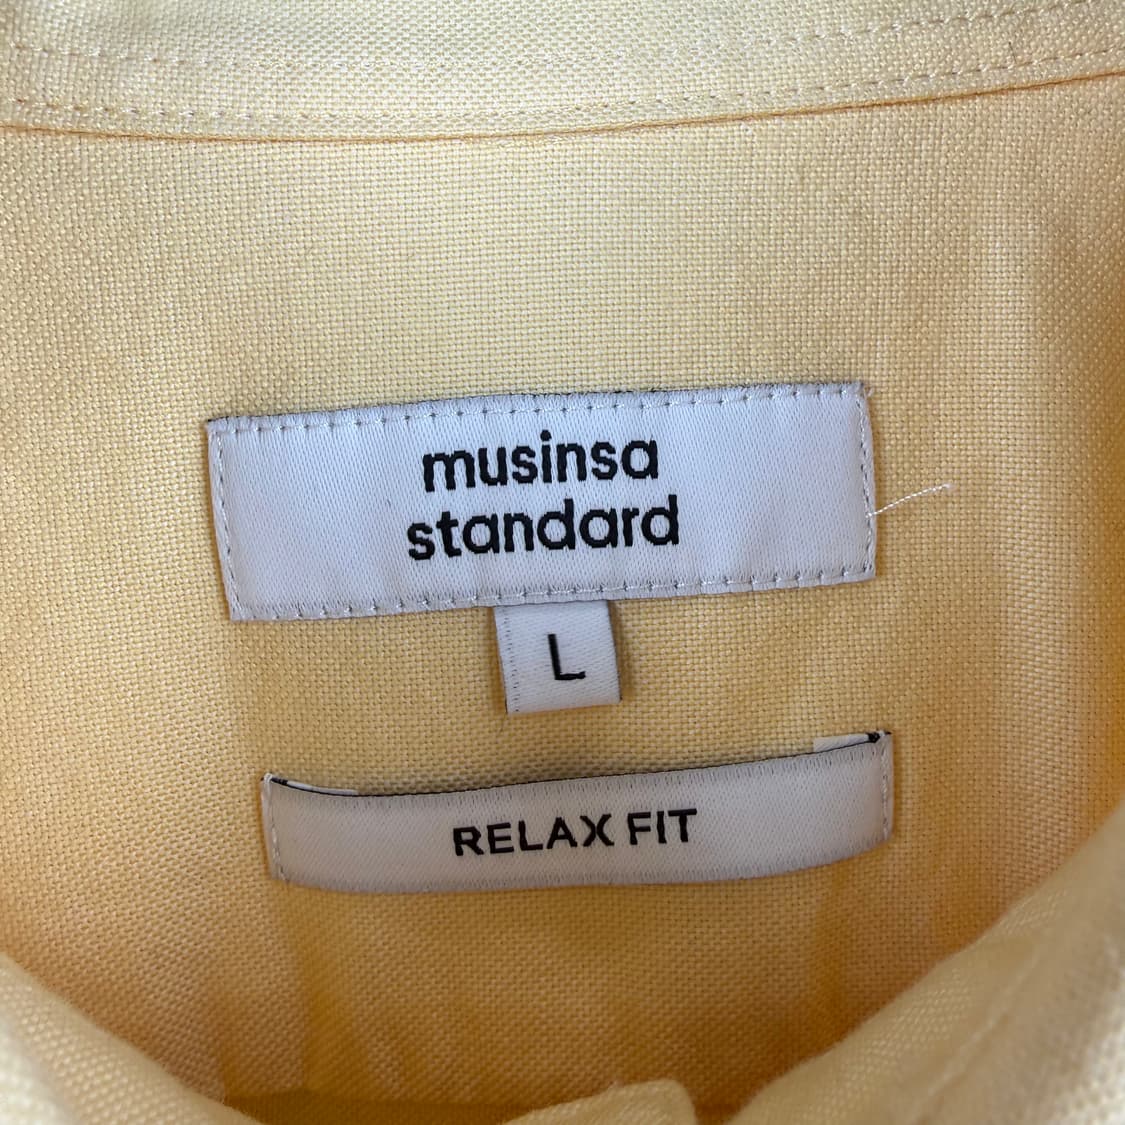 musinsa
standard
L
RELAX FIT